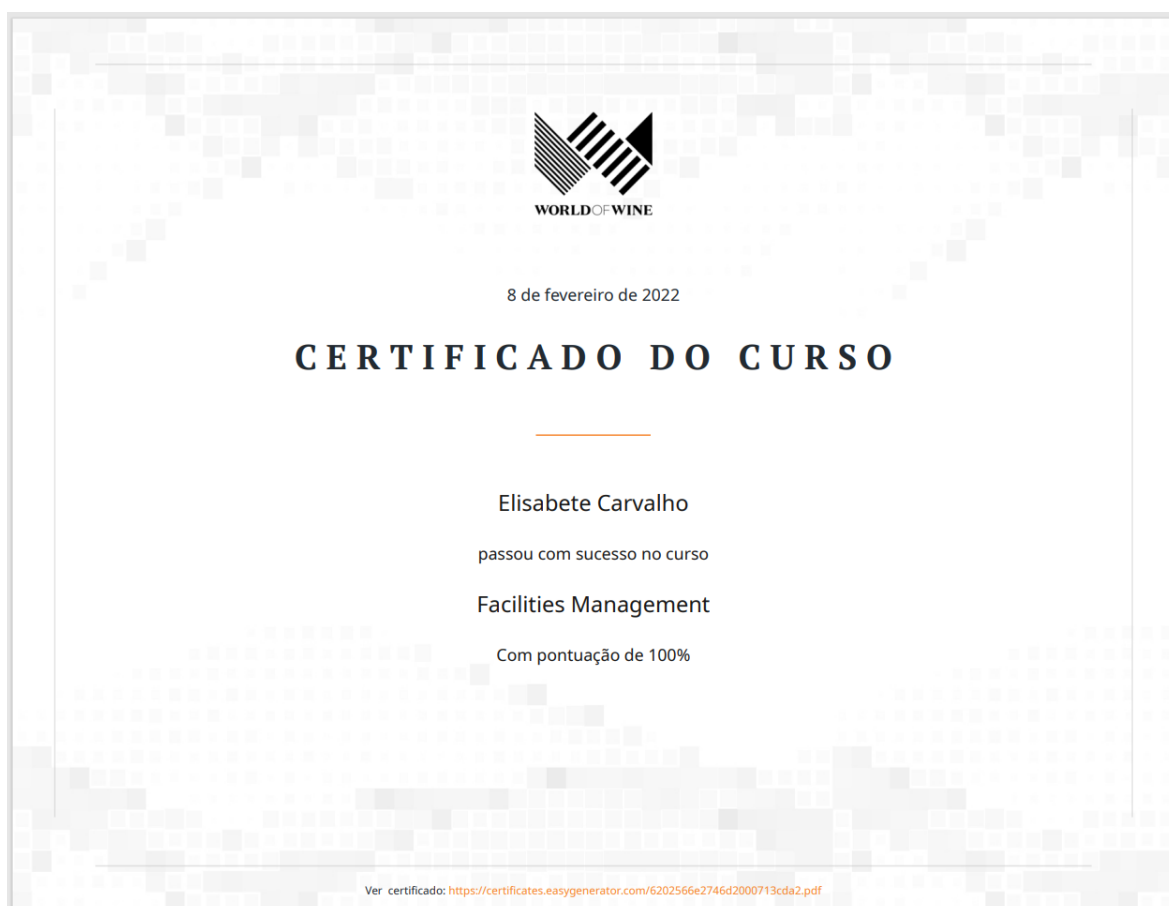 WORLDOFWINE
8 de fevereiro de 2022
CERTIFICADO DO CURSO
Elisabete Carvalho
passou com sucesso no curso
Facilities Management
Com pontuação de 100%
Ver certificado: https://certificates.easygenerator.com/6202566e2746d2000713cda2.pdf